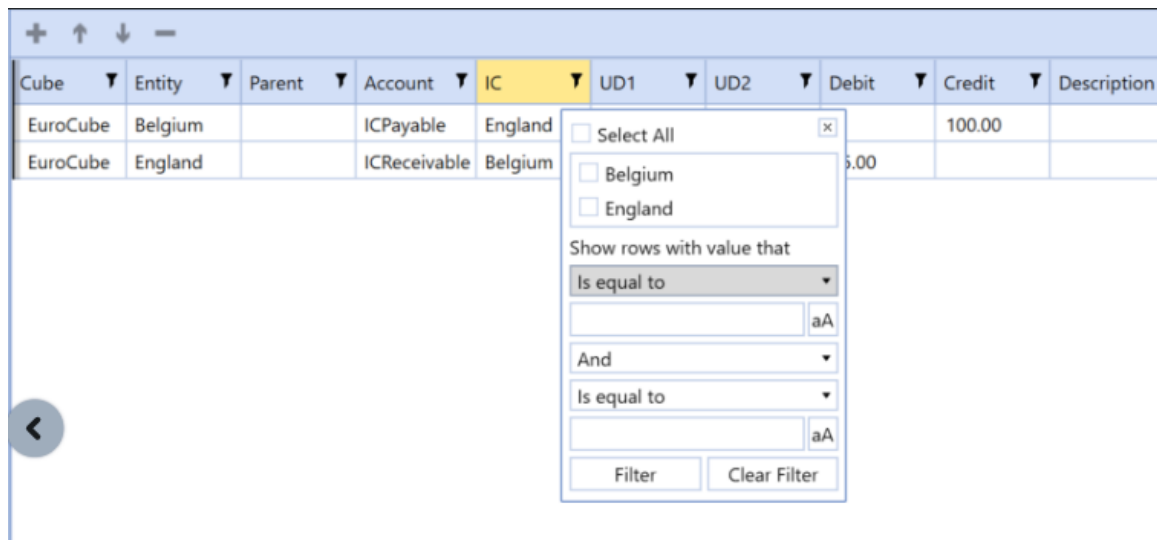 Cube Entity Parent Account IC UD1 UD2 Debit Credit Description
EuroCube Belgium ICPayable England 100.00
EuroCube England ICReceivable Belgium 5.00
Select All
Belgium
England
Show rows with value that
Is equal to
aA
And
Is equal to
aA
Filter Clear Filter